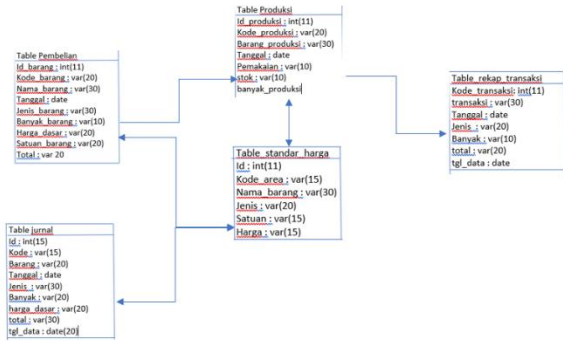 Table Produksi
Id_produksi : int(11)
Kode_produksi : var(20)
Barang_produksi : var(30)
Tanggal : date
Pemakaian : var(10)
stok : var(10)
banyak_produksi
Table Pembelian
Id_barang : int(11)
Kode_barang : var(20)
Nama_barang : var(30)
Tanggal : date
Jenis_barang : var(30)
Banyak_barang : var(10)
Harga_dasar : var(20)
Satuan_barang : var(20)
Total : var 20
Table_rekap_transaksi
Kode_transaksi: int(11)
transaksi : var(30)
Tanggal : date
Jenis : var(20)
Banyak : var(10)
total : var(20)
tgl_data : date
Table_standar_harga
Id : int(11)
Kode_area : var(15)
Nama_barang : var(30)
Jenis : var(20)
Satuan : var(15)
Harga : var(15)
Table jurnal
Id : int(15)
Kode : var(15)
Barang : var(20)
Tanggal : date
Jenis : var(30)
Banyak : var(20)
harga_dasar : var(20)
total : var(30)
tgl_data : date(20)